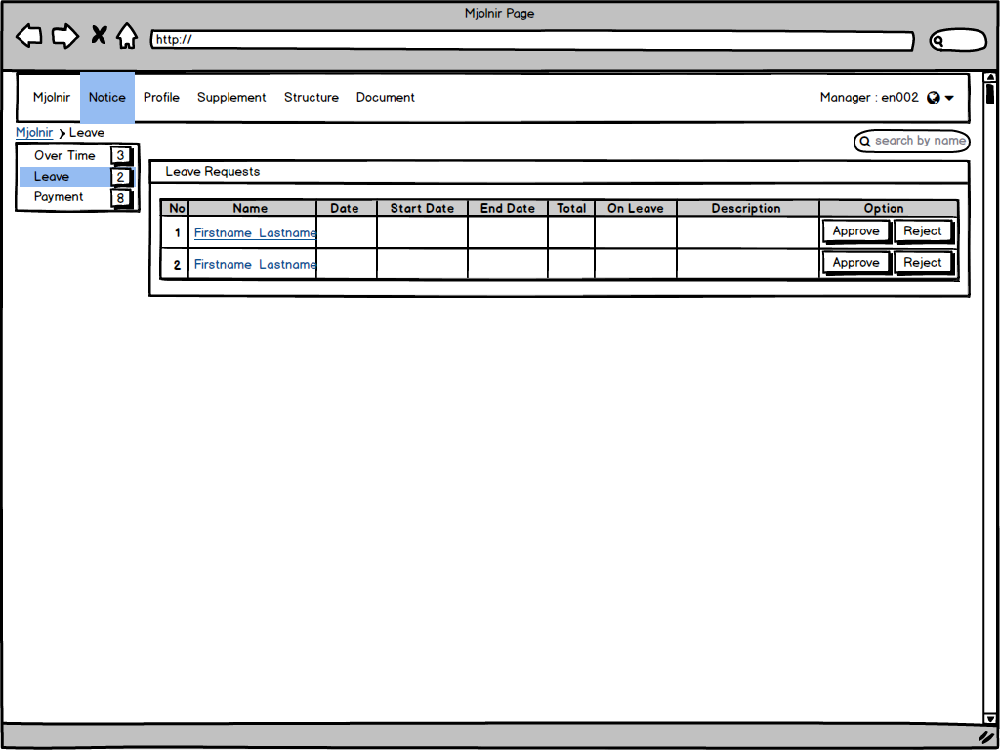 Mjolnir Page
http://
Mjolnir Notice Profile Supplement Structure Document Manager : en002
Mjolnir Leave
search by name
Over Time 3
Leave 2
Payment 8
Leave Requests
No Name Date Start Date End Date Total On Leave Description Option
1 Firstname Lastname Approve Reject
2 Firstname Lastname Approve Reject